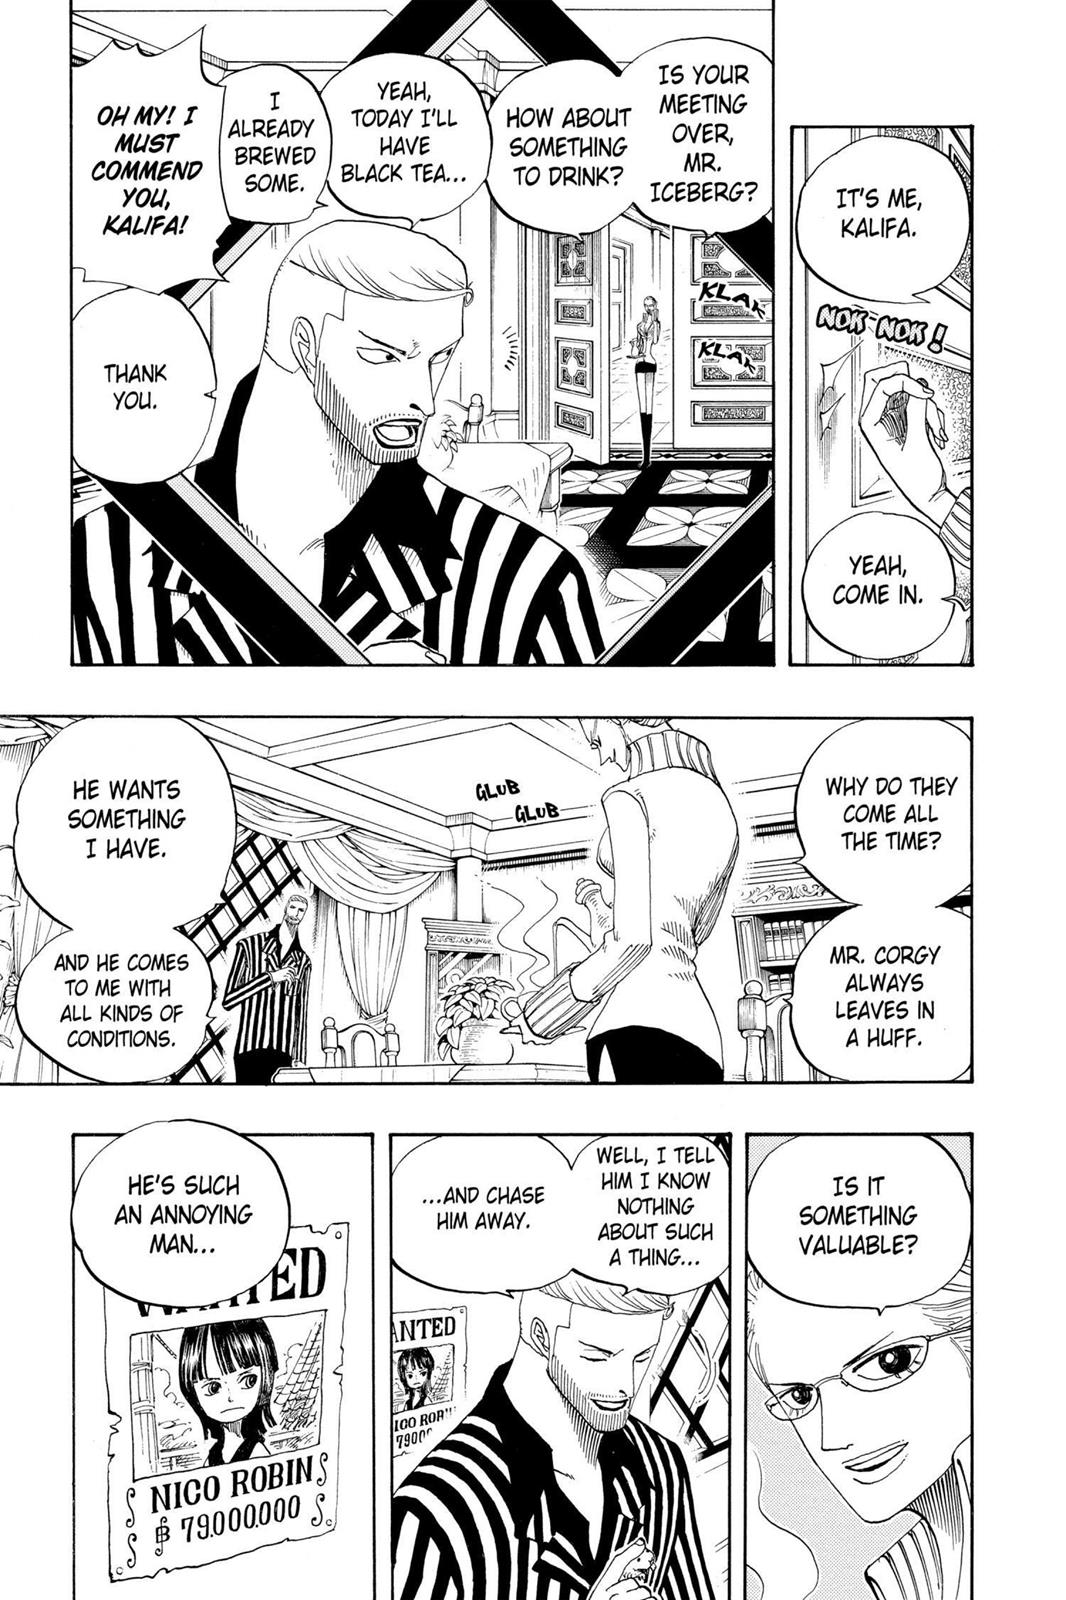 IT'S ME,
KALIFA.
NOK NOK!
YEAH,
COME IN.
IS YOUR
MEETING
OVER,
MR.
ICEBERG?
HOW ABOUT
SOMETHING
TO DRINK?
KLAK
KLAK
YEAH,
TODAY I'LL
HAVE
BLACK TEA...
I
ALREADY
BREWED
SOME.
OH MY! I
MUST
COMMEND
YOU,
KALIFA!
THANK
YOU.
WHY DO THEY
COME ALL
THE TIME?
MR. CORGY
ALWAYS
LEAVES IN
A HUFF.
GLUB
GLUB
HE WANTS
SOMETHING
I HAVE.
AND HE COMES
TO ME WITH
ALL KINDS OF
CONDITIONS.
IS IT
SOMETHING
VALUABLE?
WELL, I TELL
HIM I KNOW
NOTHING
ABOUT SUCH
A THING...
...AND CHASE
HIM AWAY.
ANTED
NICO ROBI
79000
HE'S SUCH
AN ANNOYING
MAN...
WANTED
NICO ROBIN
฿ 79.000.000